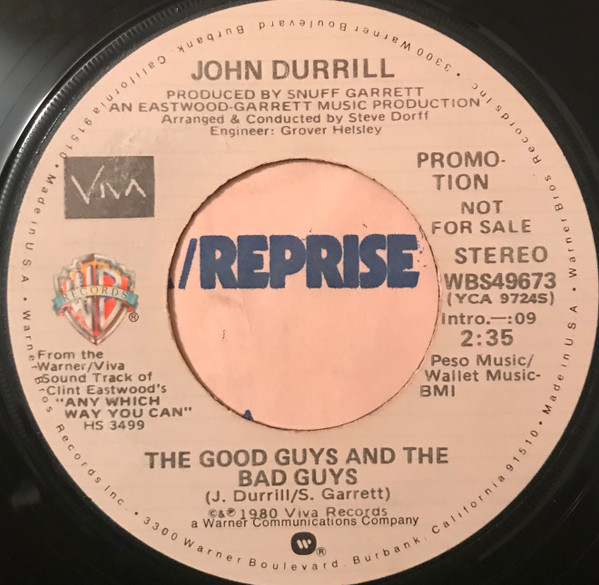 JOHN DURRILL
PRODUCED BY SNUFF GARRETT
AN EASTWOOD-GARRETT MUSIC PRODUCTION
Arranged & Conducted by Steve Dorff
Engineer: Grover Helsley
VIVA
PROMO-
TION
NOT
FOR SALE
STEREO
WBS49673
(YCA 9724S)
Intro.—:09
2:35
Peso Music/
Wallet Music-
BMI
/REPRISE
WB
RECORDS
®
From the
Warner/Viva
Sound Track of
Clint Eastwood's
"ANY WHICH
WAY YOU CAN"
HS 3499
THE GOOD GUYS AND THE
BAD GUYS
(J. Durrill/S. Garrett)
©&℗ 1980 Viva Records
a Warner Communications Company
®
Warner Bros Records Inc. • 3300 Warner Boulevard, Burbank, California 91510 • Made in U.S.A. • Warner Bros Records Inc. • 3300 Warner Boulevard, Burbank, California 91510 • Made in U.S.A. •